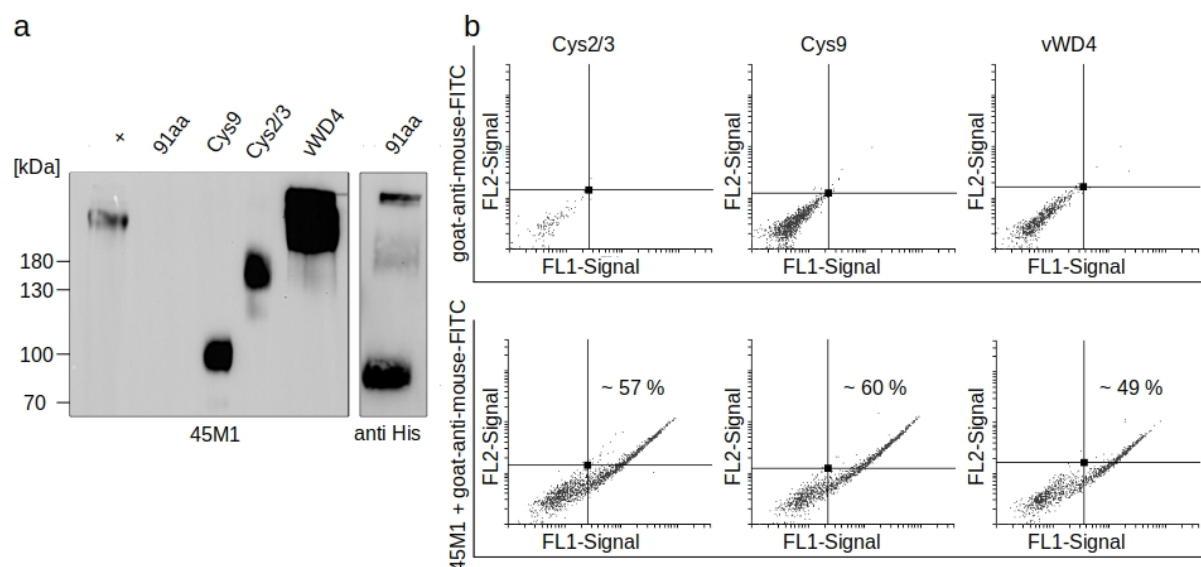 a
+
91aa
Cys9
Cys2/3
vWD4
91aa
[kDa]
180
130
100
70
45M1
anti His
b
Cys2/3
Cys9
vWD4
goat-anti-mouse-FITC
FL2-Signal
FL2-Signal
FL2-Signal
FL1-Signal
FL1-Signal
FL1-Signal
45M1 + goat-anti-mouse-FITC
~ 57 %
~ 60 %
~ 49 %
FL2-Signal
FL2-Signal
FL2-Signal
FL1-Signal
FL1-Signal
FL1-Signal